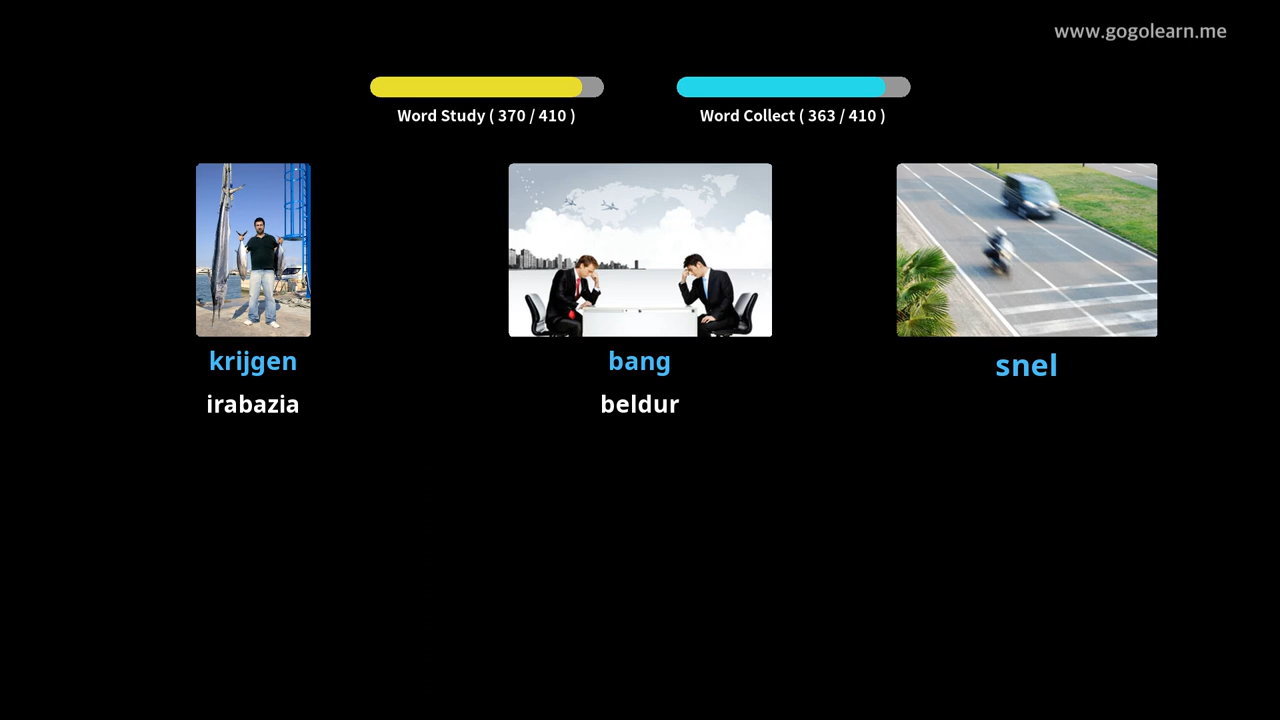 www.gogolearn.me
Word Study ( 370 / 410 )
Word Collect ( 363 / 410 )
krijgen
irabazia
bang
beldur
snel